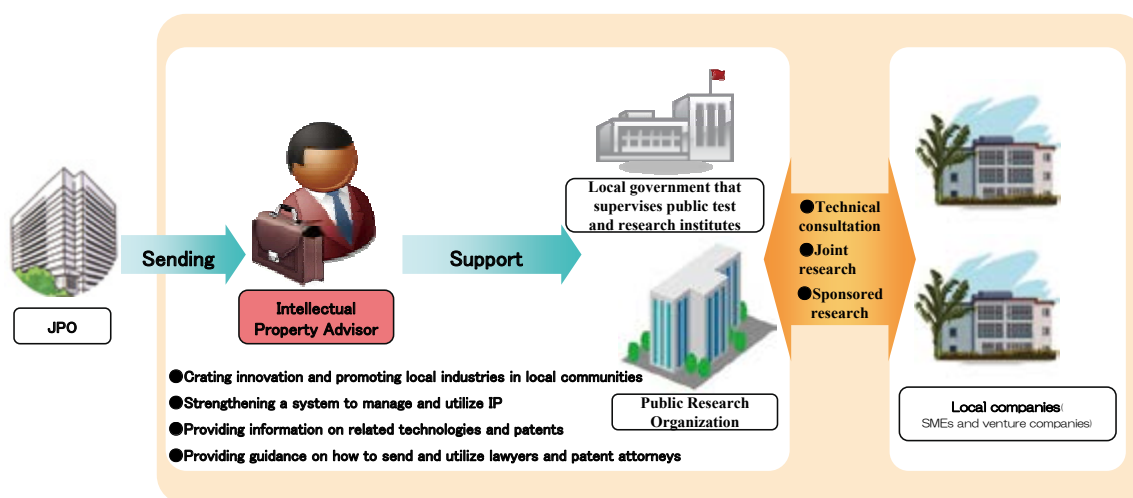 JPO
Sending
Intellectual
Property Advisor
Support
Local government that
supervises public test
and research institutes
Public Research
Organization
●Technical
consultation
●Joint
research
●Sponsored
research
Local companies(
SMEs and venture companies)
●Crating innovation and promoting local industries in local communities
●Strengthening a system to manage and utilize IP
●Providing information on related technologies and patents
●Providing guidance on how to send and utilize lawyers and patent attorneys